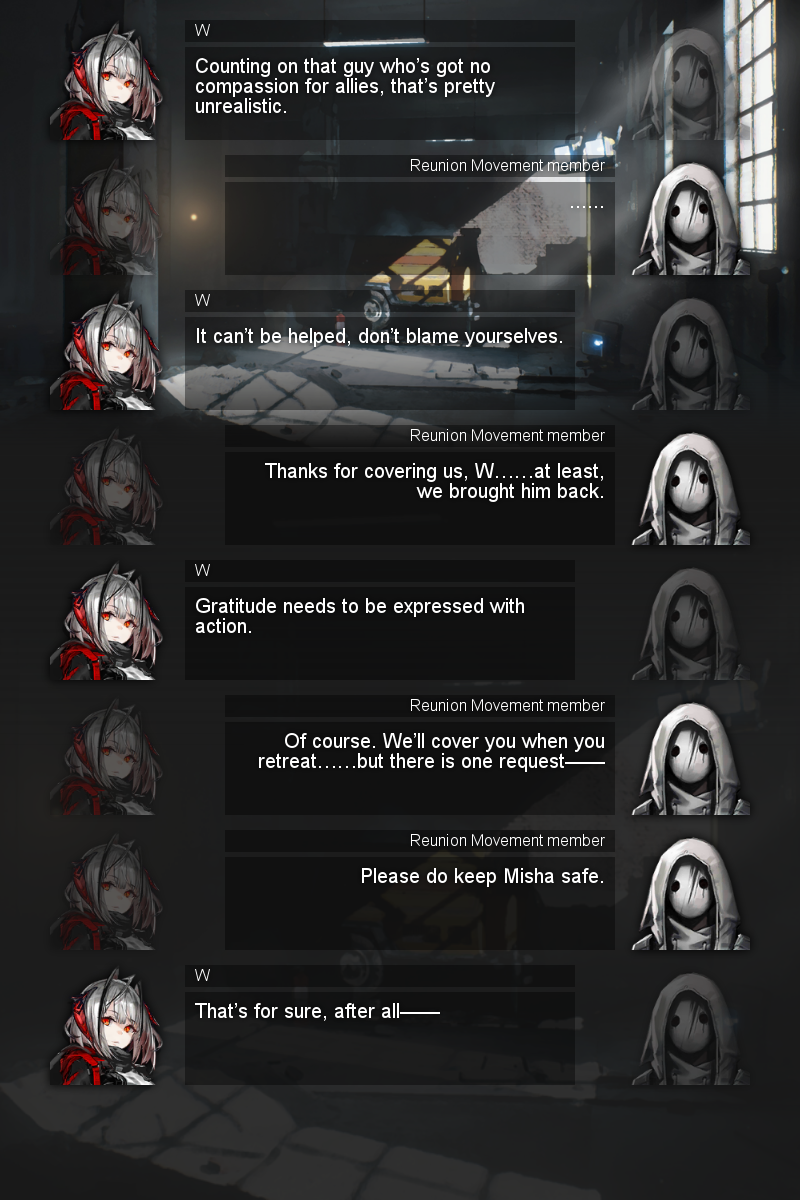 W
Counting on that guy who's got no
compassion for allies, that's pretty
unrealistic.
Reunion Movement member
......
W
It can't be helped, don't blame yourselves.
Reunion Movement member
Thanks for covering us, W......at least,
we brought him back.
W
Gratitude needs to be expressed with
action.
Reunion Movement member
Of course. We'll cover you when you
retreat......but there is one request——
Reunion Movement member
Please do keep Misha safe.
W
That's for sure, after all——